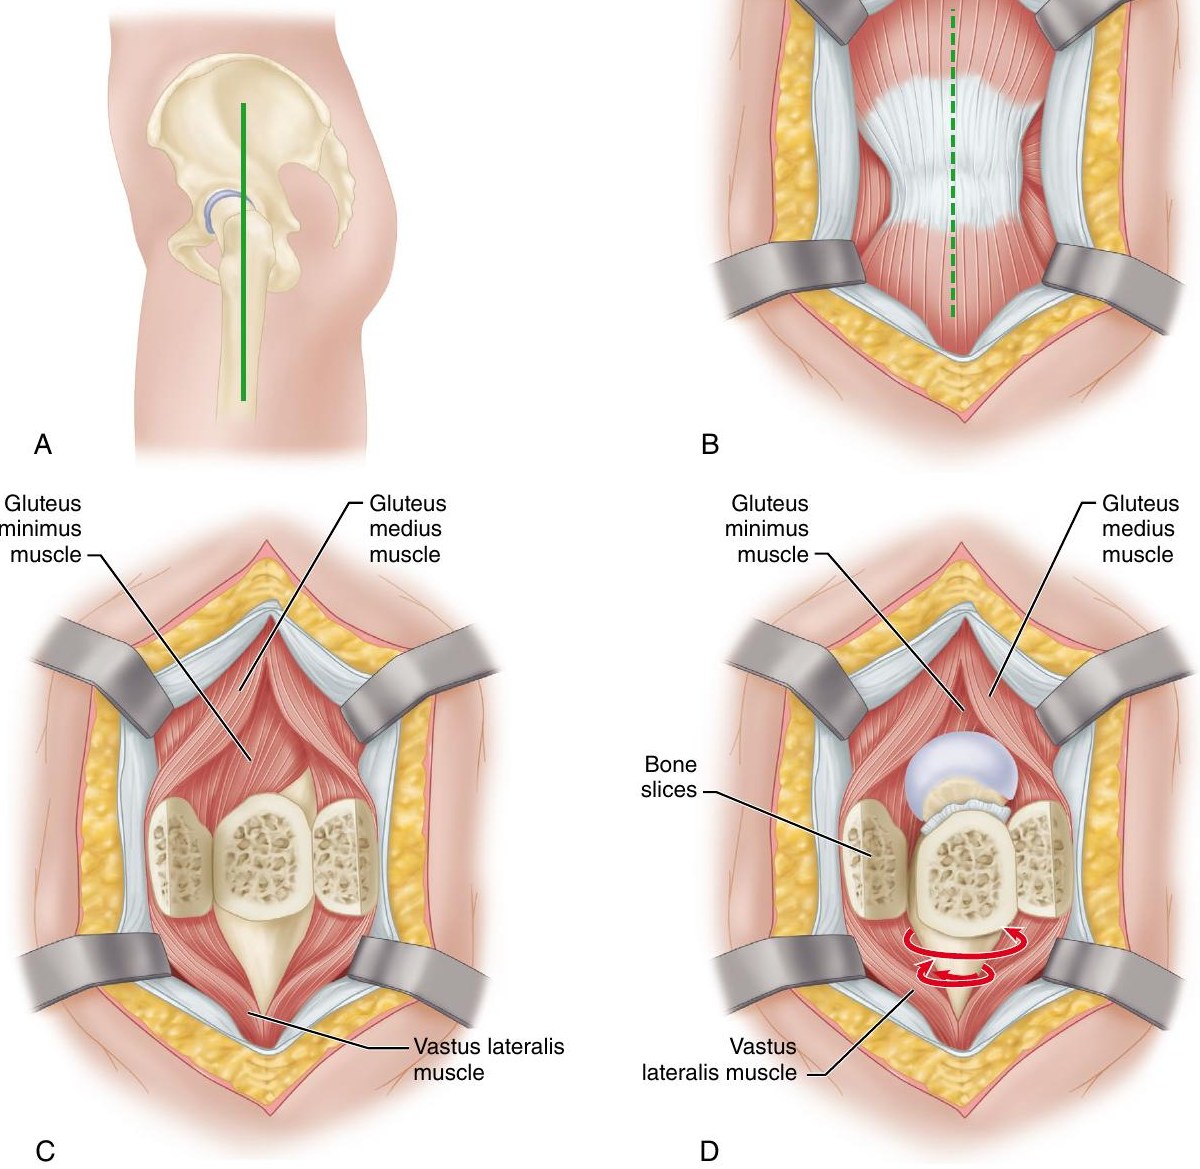 A
B
Gluteus
minimus
muscle
Gluteus
medius
muscle
Vastus lateralis
muscle
C
Gluteus
minimus
muscle
Gluteus
medius
muscle
Bone
slices
Vastus
lateralis muscle
D